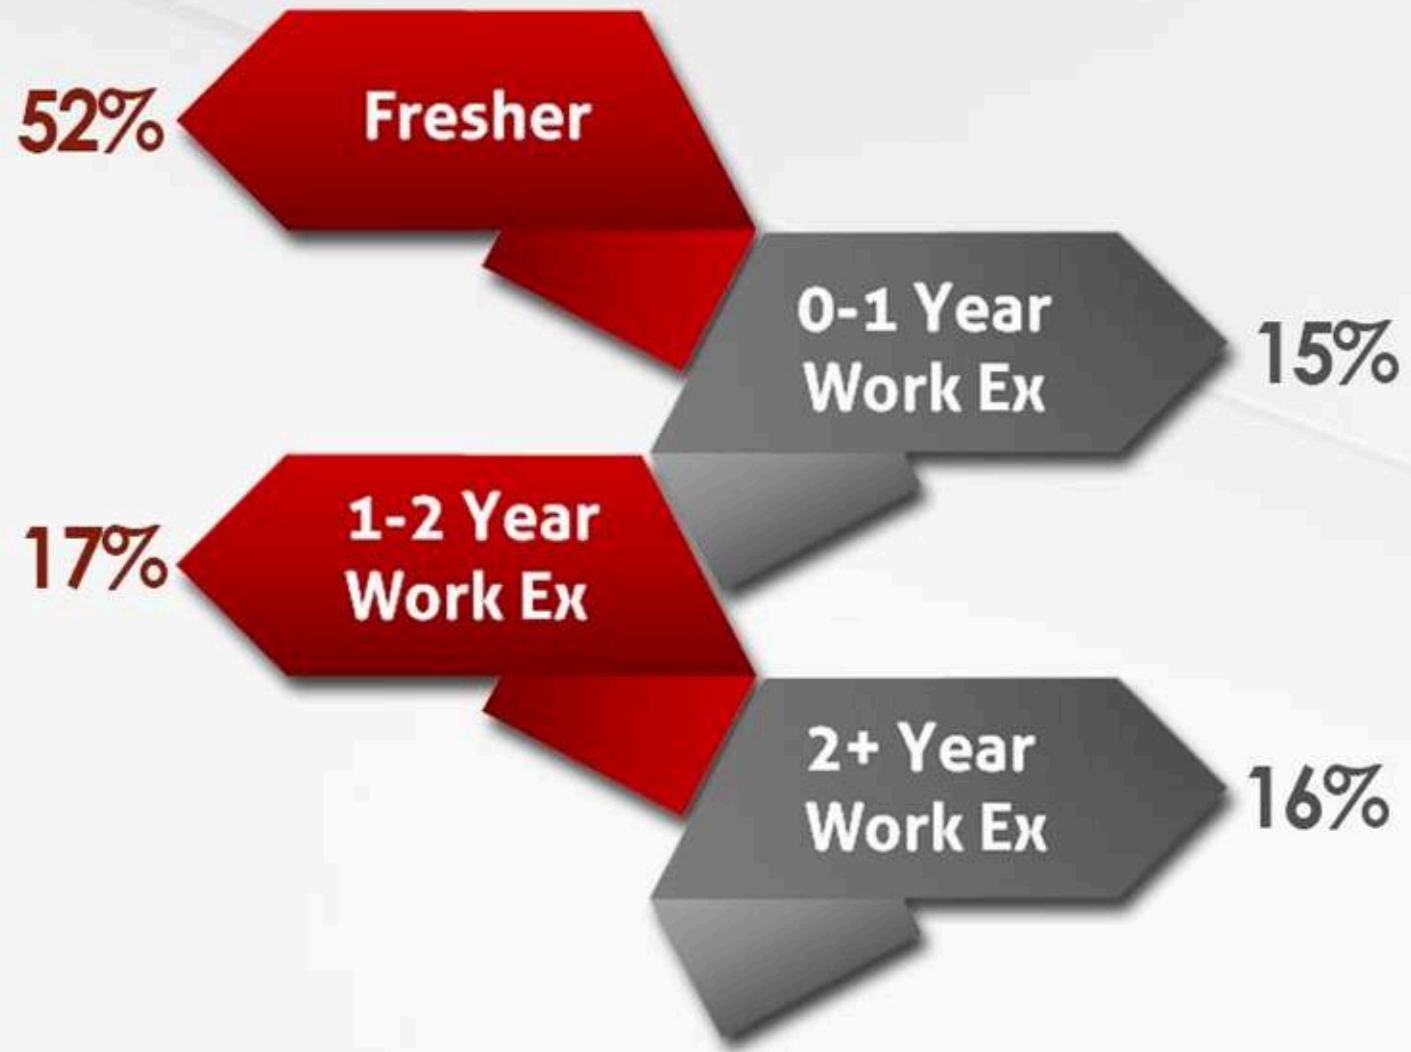 52%
Fresher
0-1 Year
Work Ex
15%
1-2 Year
Work Ex
17%
2+ Year
Work Ex
16%